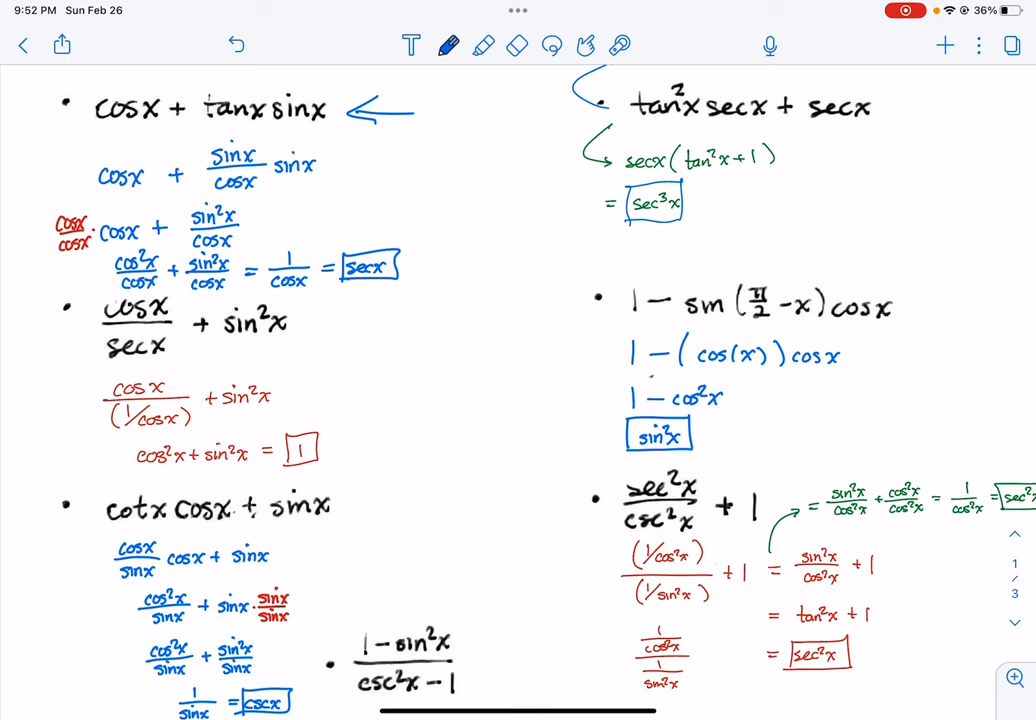 9:52 PM Sun Feb 26
36%
• cosx + tanx sinx
cosx + sinx/cosx sinx
cosx/cosx · cosx + sin²x/cosx
cos²x/cosx + sin²x/cosx = 1/cosx = secx
• cosx/secx + sin²x
cosx/(1/cosx) + sin²x
cos²x + sin²x = 1
• cotx cosx + sinx
cosx/sinx cosx + sinx
cos²x/sinx + sinx · sinx/sinx
cos²x/sinx + sin²x/sinx
1/sinx = cscx
• (1 - sin²x)/(csc²x - 1)
• tan²x secx + secx
secx(tan²x + 1)
= sec³x
• 1 - sin(π/2 - x) cosx
1 - (cos(x)) cosx
1 - cos²x
sin²x
• sec²x/csc²x + 1
= sin²x/cos²x + cos²x/cos²x = 1/cos²x = sec²
(1/cos²x)/(1/sin²x) + 1 = sin²x/cos²x + 1
= tan²x + 1
(1/cos²x)/(1/sin²x)
= sec²x
1
/
3